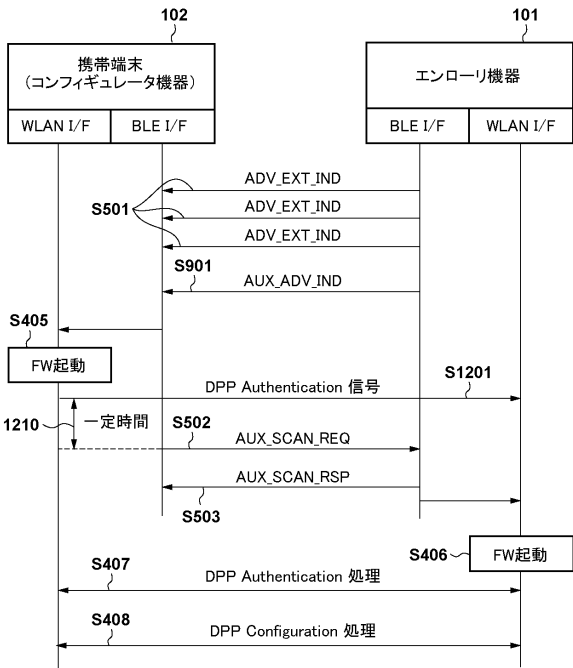 102
101
携帯端末
(コンフィギュレータ機器)
エンローリ機器
WLAN I/F
BLE I/F
BLE I/F
WLAN I/F
ADV_EXT_IND
S501
ADV_EXT_IND
ADV_EXT_IND
S901
AUX_ADV_IND
S405
FW起動
DPP Authentication 信号
S1201
1210
一定時間
S502
AUX_SCAN_REQ
AUX_SCAN_RSP
S503
S406
FW起動
S407
DPP Authentication 処理
S408
DPP Configuration 処理